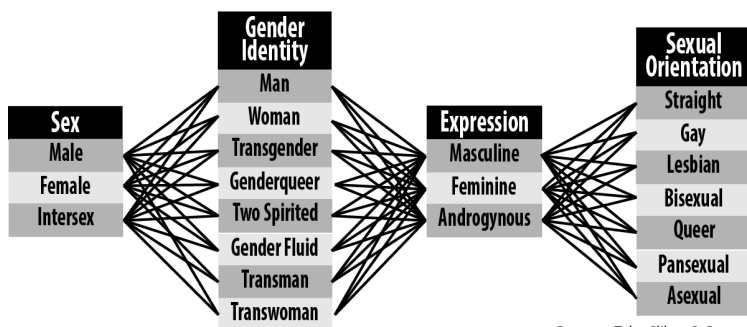 Sex
Male
Female
Intersex
Gender
Identity
Man
Woman
Transgender
Genderqueer
Two Spirited
Gender Fluid
Transman
Transwoman
Expression
Masculine
Feminine
Androgynous
Sexual
Orientation
Straight
Gay
Lesbian
Bisexual
Queer
Pansexual
Asexual